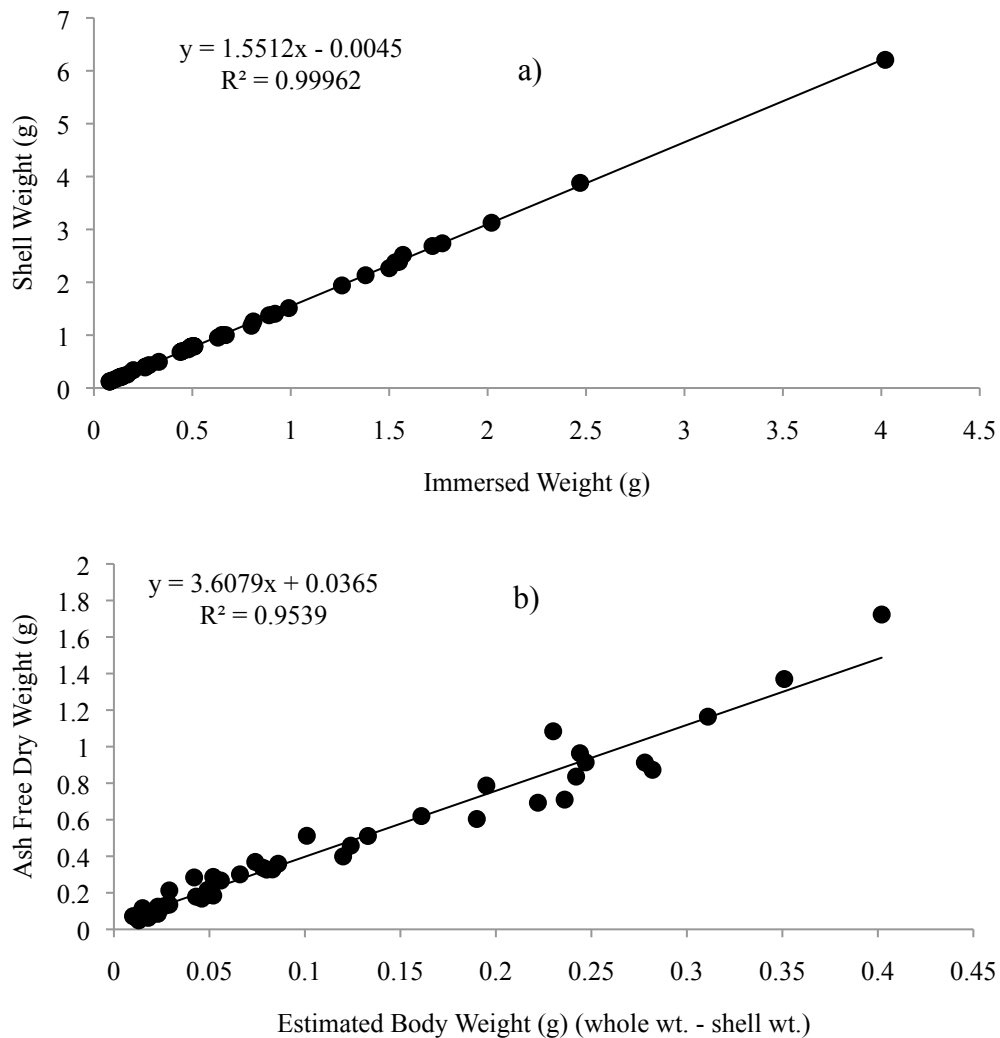 y = 1.5512x - 0.0045
R² = 0.99962
a)
Shell Weight (g)
7
6
5
4
3
2
1
0
0 0.5 1 1.5 2 2.5 3 3.5 4 4.5
Immersed Weight (g)
y = 3.6079x + 0.0365
R² = 0.9539
b)
Ash Free Dry Weight (g)
2
1.8
1.6
1.4
1.2
1
0.8
0.6
0.4
0.2
0
0 0.05 0.1 0.15 0.2 0.25 0.3 0.35 0.4 0.45
Estimated Body Weight (g) (whole wt. - shell wt.)